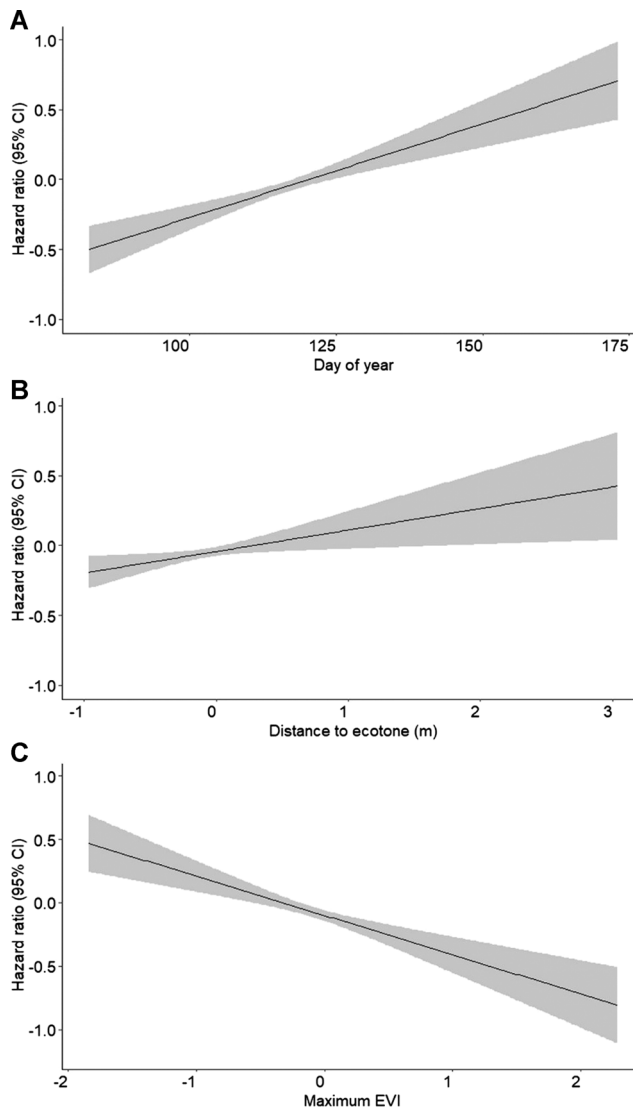 A
1.0
0.5
0.0
-0.5
-1.0
Hazard ratio (95% CI)
100 125 150 175
Day of year
B
1.0
0.5
0.0
-0.5
-1.0
Hazard ratio (95% CI)
-1 0 1 2 3
Distance to ecotone (m)
C
1.0
0.5
0.0
-0.5
-1.0
Hazard ratio (95% CI)
-2 -1 0 1 2
Maximum EVI